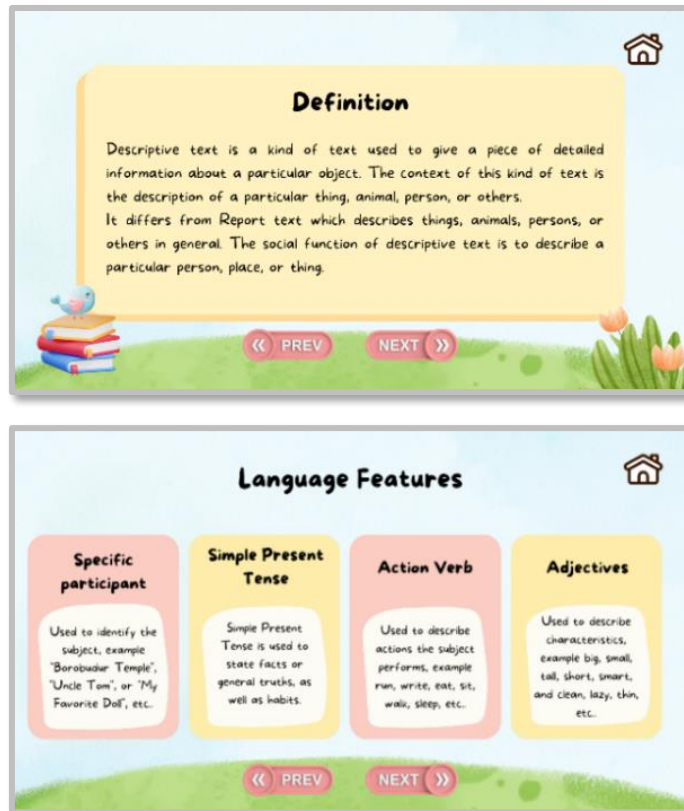 Definition
Descriptive text is a kind of text used to give a piece of detailed
information about a particular object. The context of this kind of text is
the description of a particular thing, animal, person, or others.
It differs from Report text which describes things, animals, persons, or
others in general. The social function of descriptive text is to describe a
particular person, place, or thing.
PREV
NEXT
Language Features
Specific
participant
Used to identify the
subject, example
"Borobudur Temple",
"Uncle Tom", or "My
Favorite Doll", etc.
Simple Present
Tense
Simple Present
Tense is used to
state facts or
general truths, as
well as habits.
Action Verb
Used to describe
actions the subject
performs, example
run, write, eat, sit,
walk, sleep, etc.
Adjectives
Used to describe
characteristics,
example big, small,
tall, short, smart,
and clean, lazy, thin,
etc.
PREV
NEXT